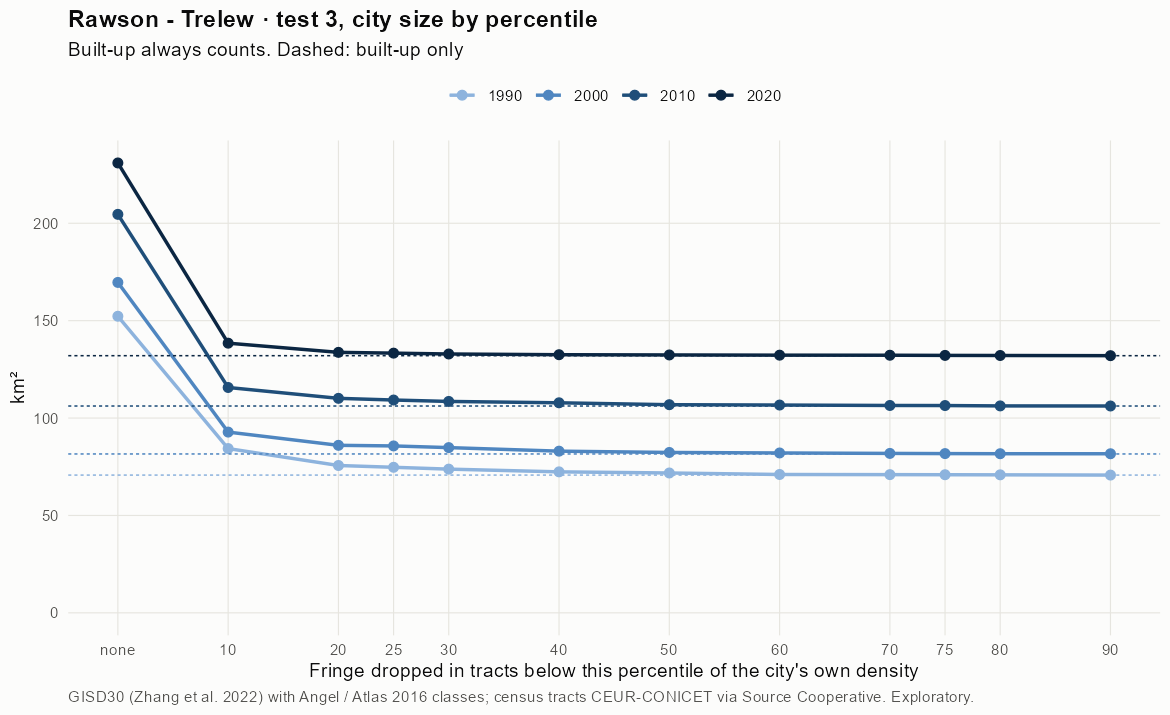 Rawson - Trelew · test 3, city size by percentile
Built-up always counts. Dashed: built-up only
1990 2000 2010 2020
km²
200
150
100
50
0
none 10 20 25 30 40 50 60 70 75 80 90
Fringe dropped in tracts below this percentile of the city's own density
GISD30 (Zhang et al. 2022) with Angel / Atlas 2016 classes; census tracts CEUR-CONICET via Source Cooperative. Exploratory.